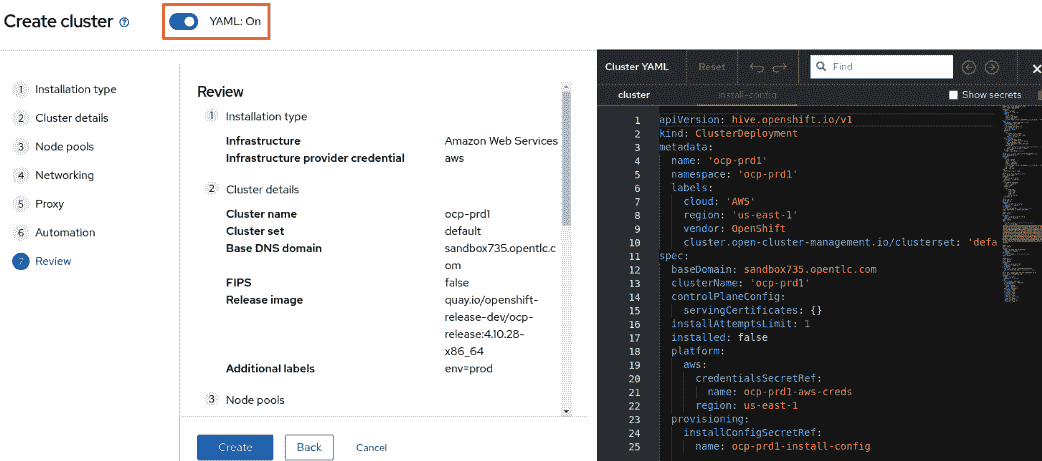 Create cluster
YAML: On
1 Installation type
2 Cluster details
3 Node pools
4 Networking
5 Proxy
6 Automation
7 Review
Review
1 Installation type
Infrastructure Amazon Web Services
Infrastructure provider credential aws
2 Cluster details
Cluster name ocp-prd1
Cluster set default
Base DNS domain sandbox735.opentlc.c
om
FIPS false
Release image quay.io/openshift-
release-dev/ocp-
release:4.10.28-
x86_64
Additional labels env=prod
3 Node pools
Create Back Cancel
Cluster YAML Reset Find
cluster install-config Show secrets
1 apiVersion: hive.openshift.io/v1
2 kind: ClusterDeployment
3 metadata:
4 name: 'ocp-prd1'
5 namespace: 'ocp-prd1'
6 labels:
7 cloud: 'AWS'
8 region: 'us-east-1'
9 vendor: OpenShift
10 cluster.open-cluster-management.io/clusterset: 'defa
11 spec:
12 baseDomain: sandbox735.opentlc.com
13 clusterName: 'ocp-prd1'
14 controlPlaneConfig:
15 servingCertificates: {}
16 installAttemptsLimit: 1
17 installed: false
18 platform:
19 aws:
20 credentialsSecretRef:
21 name: ocp-prd1-aws-creds
22 region: us-east-1
23 provisioning:
24 installConfigSecretRef:
25 name: ocp-prd1-install-config